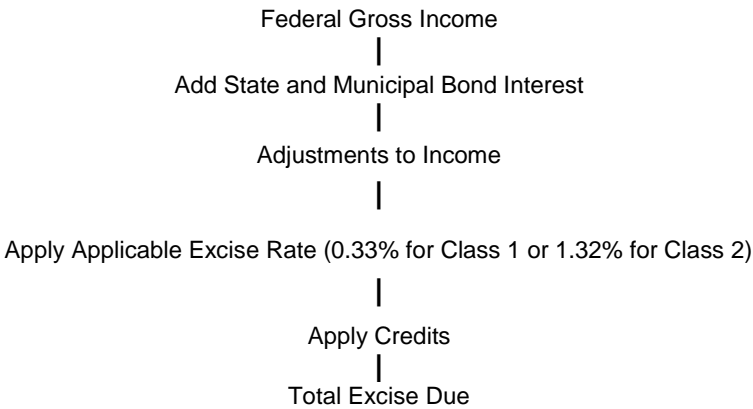 Federal Gross Income
Add State and Municipal Bond Interest
Adjustments to Income
Apply Applicable Excise Rate (0.33% for Class 1 or 1.32% for Class 2)
Apply Credits
Total Excise Due